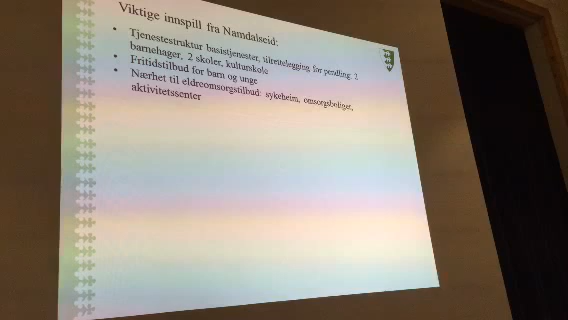 Viktige innspill fra Namdalseid:
• Tjenestestruktur basistjenester, tilrettelegging for pendling: 2
barnehager, 2 skoler, kulturskole
• Fritidstilbud for barn og unge
• Nærhet til eldreomsorgstilbud: sykeheim, omsorgsboliger,
aktivitetssenter